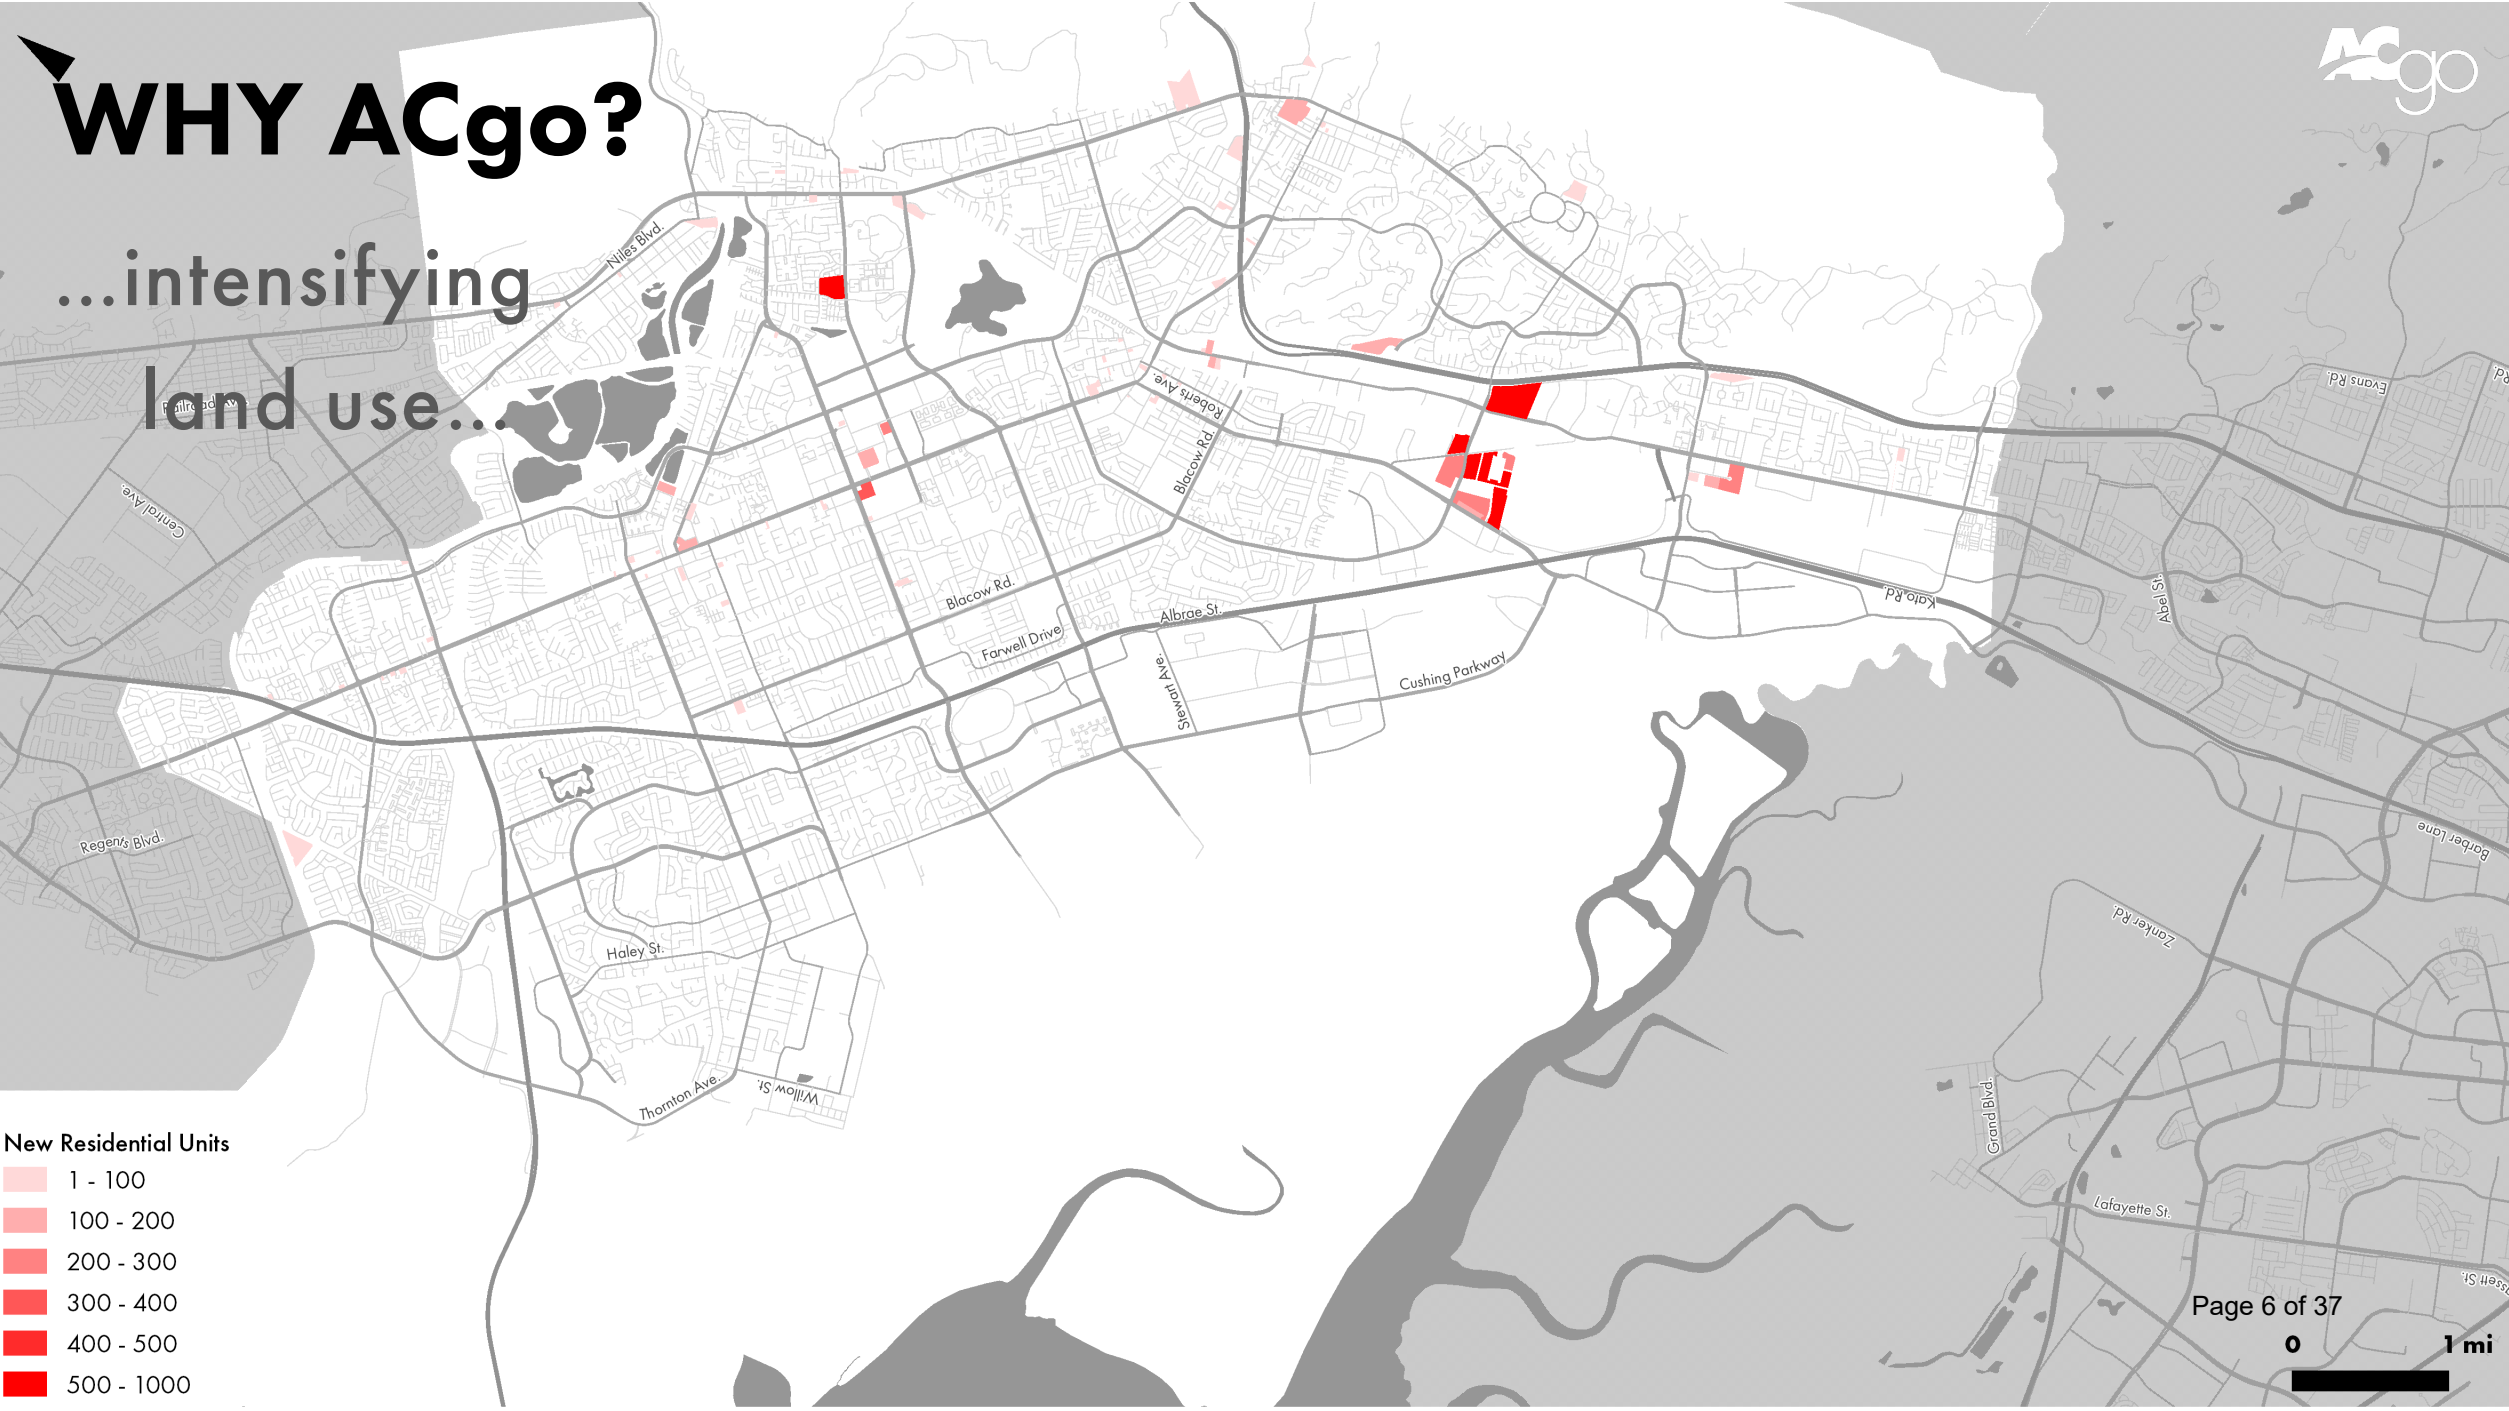 WHY ACgo?
ACgo
...intensifying
land use...
Niles Blvd.
Railroad Ave.
Central Ave.
Roberts Ave.
Blacow Rd.
Evans Rd.
Rd.
Blacow Rd.
Albrae St.
Farwell Drive
Stewart Ave.
Cushing Parkway
Kato Rd.
Abel St.
Regents Blvd.
Barber Lane
Zanker Rd.
Haley St.
Thornton Ave.
Willow St.
Grand Blvd.
Lafayette St.
New Residential Units
1 - 100
100 - 200
200 - 300
300 - 400
400 - 500
500 - 1000
Page 6 of 37
0 1 mi